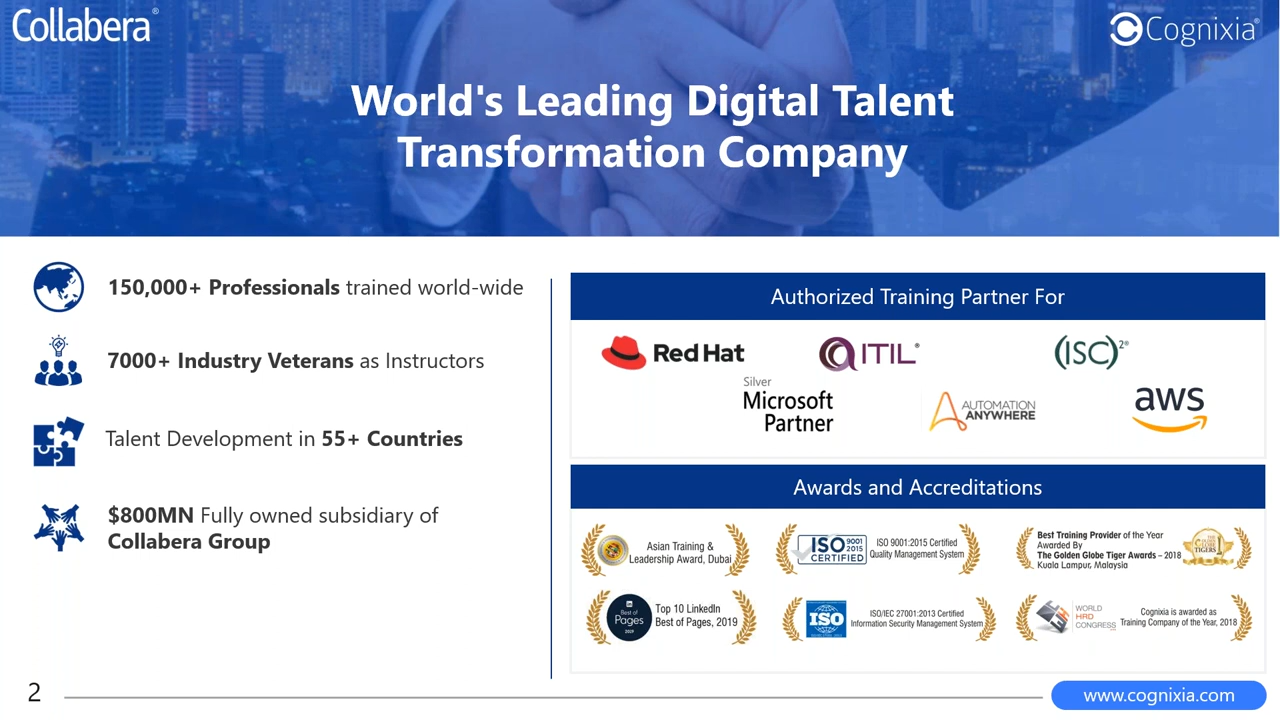 Collabera®
Cognixia®
World's Leading Digital Talent
Transformation Company
150,000+ Professionals trained world-wide
7000+ Industry Veterans as Instructors
Talent Development in 55+ Countries
$800MN Fully owned subsidiary of
Collabera Group
Authorized Training Partner For
Red Hat
ITIL®
(ISC)²®
Silver
Microsoft
Partner
AUTOMATION
ANYWHERE
aws
Awards and Accreditations
Asian Training &
Leadership Award, Dubai
ISO 9001 2015
CERTIFIED
ISO 9001:2015 Certified
Quality Management System
Best Training Provider of the Year
Awarded By
The Golden Globe Tiger Awards – 2018
Kuala Lampur, Malaysia
TIGERS
in
Best of
Pages
2019
Top 10 LinkedIn
Best of Pages, 2019
ISO
ISO/IEC 27001:2013 Certified
Information Security Management System
WORLD
HRD
CONGRESS
Cognixia is awarded as
Training Company of the Year, 2018
2
www.cognixia.com